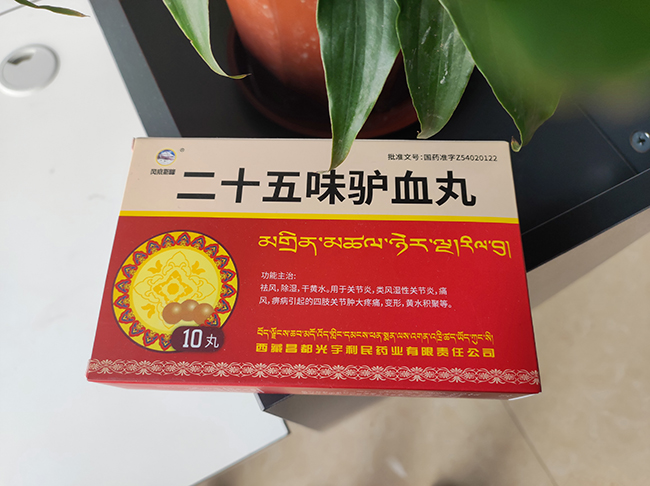 批准文号:国药准字Z54020122
二十五味驴血丸
མགྲིན་མཚལ་ཉེར་ལྔ།རིལ་བུ།
功能主治:
祛风,除湿,干黄水。用于关节炎,类风湿性关节炎,痛
风,痹病引起的四肢关节肿大疼痛,变形,黄水积聚等。
10丸
西藏昌都光宇利民药业有限责任公司